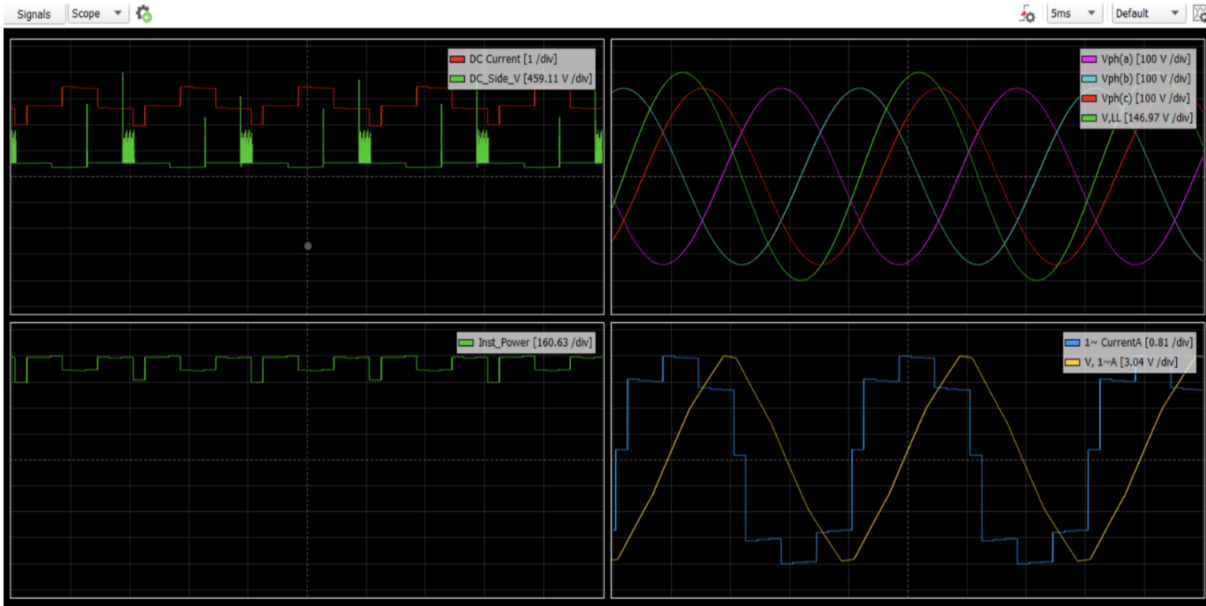 Signals Scope 5ms Default
DC Current [1 /div]
DC_Side_V [459.11 V /div]
Vph(a) [100 V /div]
Vph(b) [100 V /div]
Vph(c) [100 V /div]
V,LL [146.97 V /div]
Inst_Power [160.63 /div]
1~ CurrentA [0.81 /div]
V, 1~A [3.04 V /div]